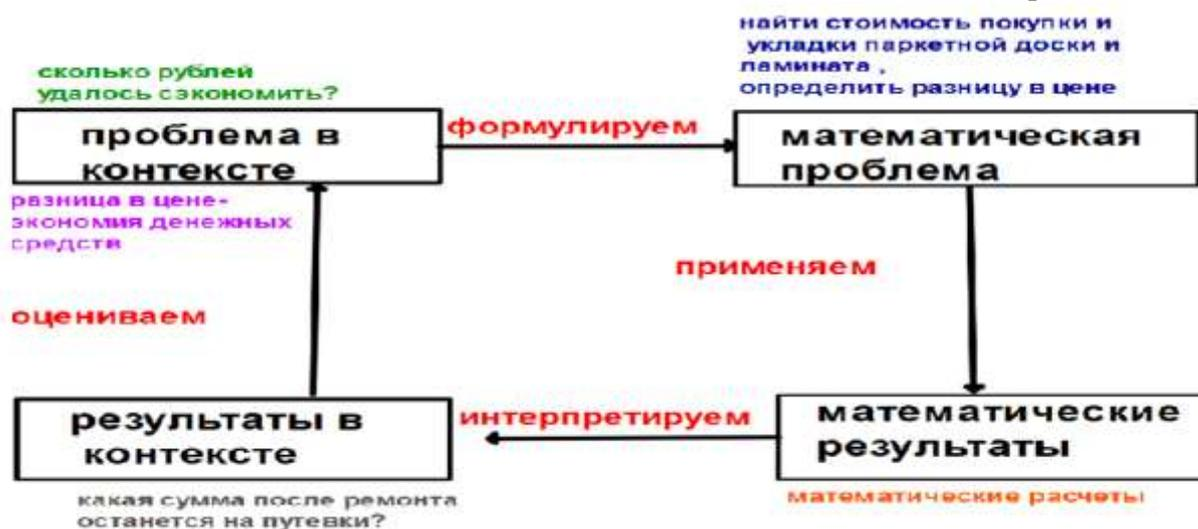 найти стоимость покупки и
укладки паркетной доски и
ламината ,
определить разницу в цене
сколько рублей
удалось сэкономить?
проблема в
контексте
формулируем
математическая
проблема
разница в цене-
экономия денежных
средств
применяем
оцениваем
результаты в
контексте
интерпретируем
математические
результаты
какая сумма после ремонта
останется на путевки?
математические расчеты